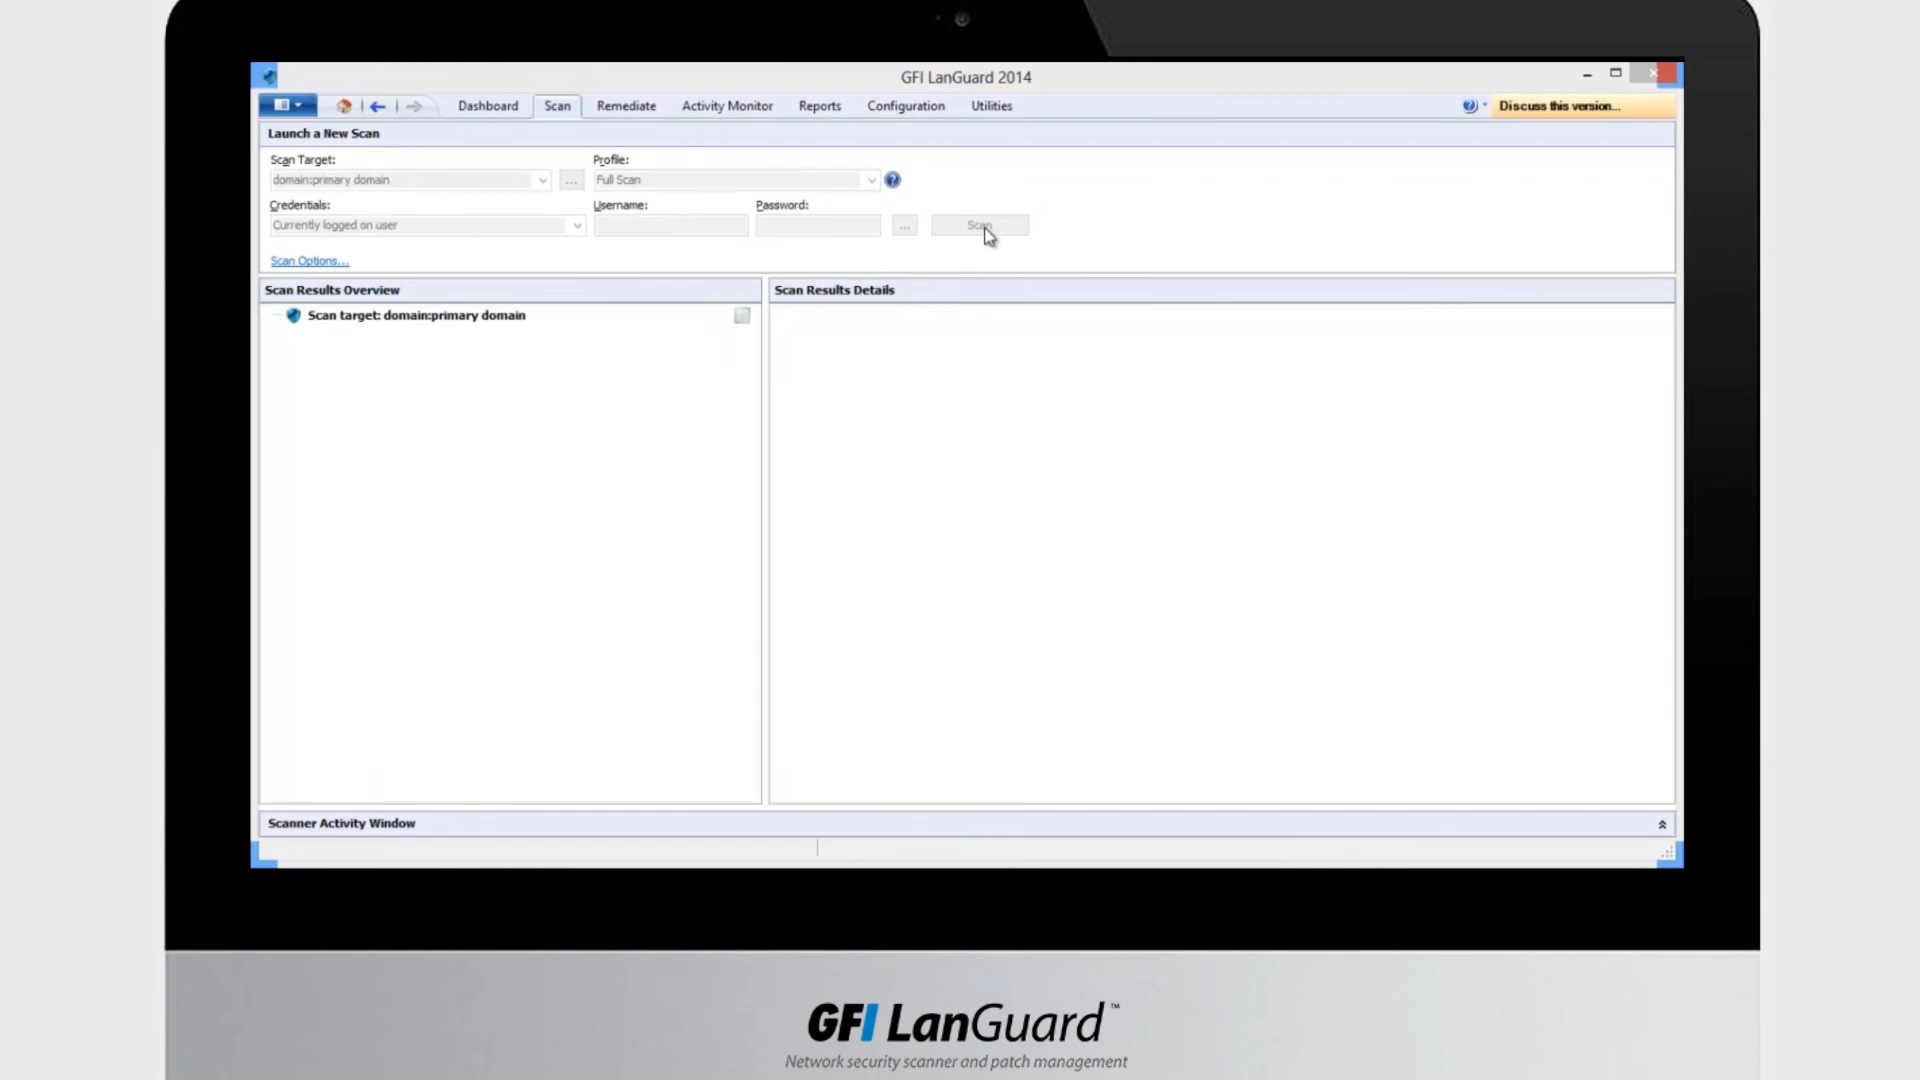 GFI LanGuard 2014
Dashboard Scan Remediate Activity Monitor Reports Configuration Utilities Discuss this version...
Launch a New Scan
Scan Target: Profile:
domain:primary domain ... Full Scan
Credentials: Username: Password:
Currently logged on user ... Scan
Scan Options...
Scan Results Overview Scan Results Details
Scan target: domain:primary domain
Scanner Activity Window
GFI LanGuard™
Network security scanner and patch management